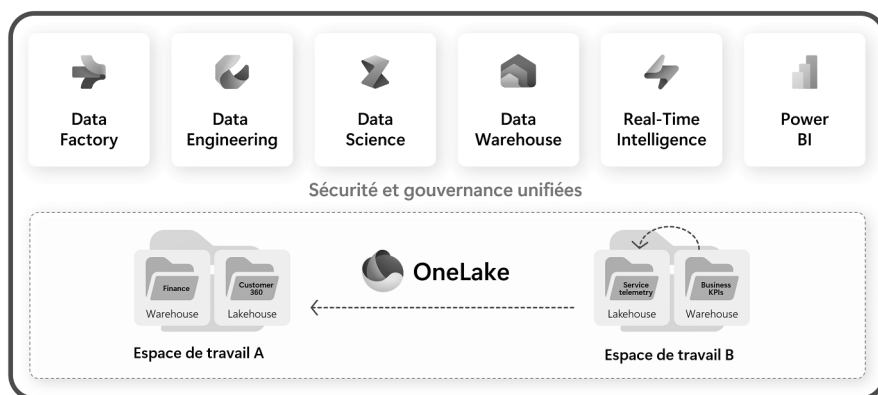 Data
Factory
Data
Engineering
Data
Science
Data
Warehouse
Real-Time
Intelligence
Power
BI
Sécurité et gouvernance unifiées
OneLake
Finance
Customer
360
Warehouse
Lakehouse
Espace de travail A
Service
telemetry
Business
KPIs
Lakehouse
Warehouse
Espace de travail B